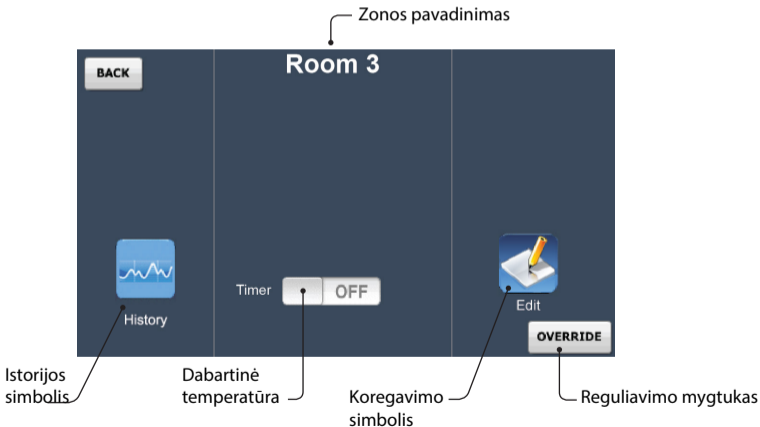 Zonos pavadinimas
BACK
Room 3
Timer
OFF
History
Edit
OVERRIDE
Istorijos
simbolis
Dabartinė
temperatūra
Koregavimo
simbolis
Reguliavimo mygtukas